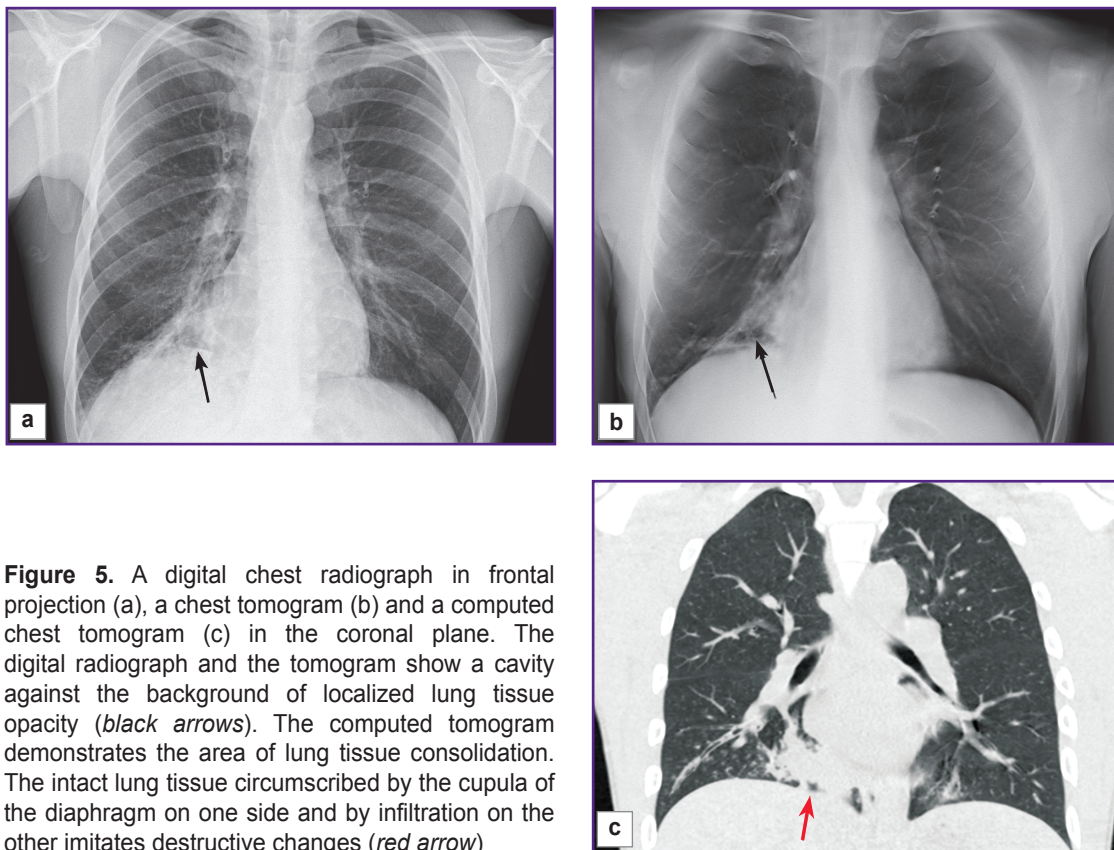 a
b
Figure 5. A digital chest radiograph in frontal
projection (a), a chest tomogram (b) and a computed
chest tomogram (c) in the coronal plane. The
digital radiograph and the tomogram show a cavity
against the background of localized lung tissue
opacity (black arrows). The computed tomogram
demonstrates the area of lung tissue consolidation.
The intact lung tissue circumscribed by the cupula of
the diaphragm on one side and by infiltration on the
other imitates destructive changes (red arrow)
c